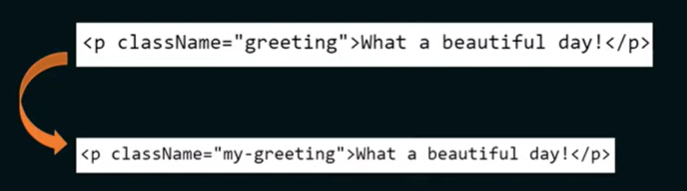 <p className="greeting">What a beautiful day!</p>
<p className="my-greeting">What a beautiful day!</p>